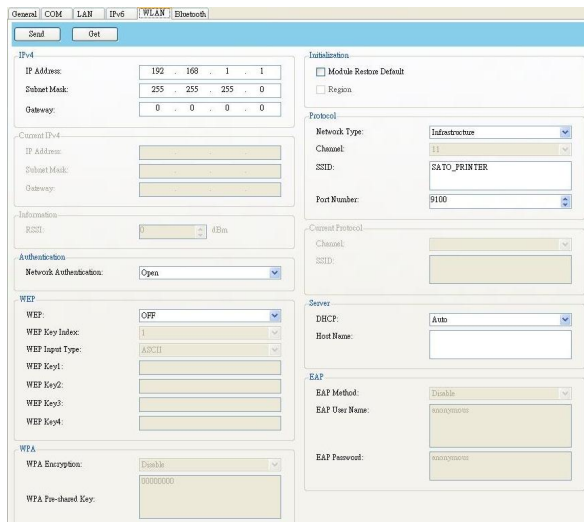 General COM LAN IPv6 WLAN Bluetooth
Send Get
IPv4
IP Address: 192 . 168 . 1 . 1
Subnet Mask: 255 . 255 . 255 . 0
Gateway: 0 . 0 . 0 . 0
Current IPv4
IP Address:
Subnet Mask:
Gateway:
Information
RSSI: 0 dBm
Authentication
Network Authentication: Open
WEP
WEP: OFF
WEP Key Index: 1
WEP Input Type: ASCII
WEP Key1:
WEP Key2:
WEP Key3:
WEP Key4:
WPA
WPA Encryption: Disable
WPA Pre-shared Key: 00000000
Initialization
Module Restore Default
Region
Protocol
Network Type: Infrastructure
Channel: 11
SSID: SATO_PRINTER
Port Number: 9100
Current Protocol
Channel:
SSID:
Server
DHCP: Auto
Host Name:
EAP
EAP Method: Disable
EAP User Name: anonymous
EAP Password: anonymous